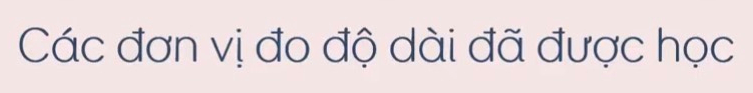 Các đơn vị đo độ dài đã được học